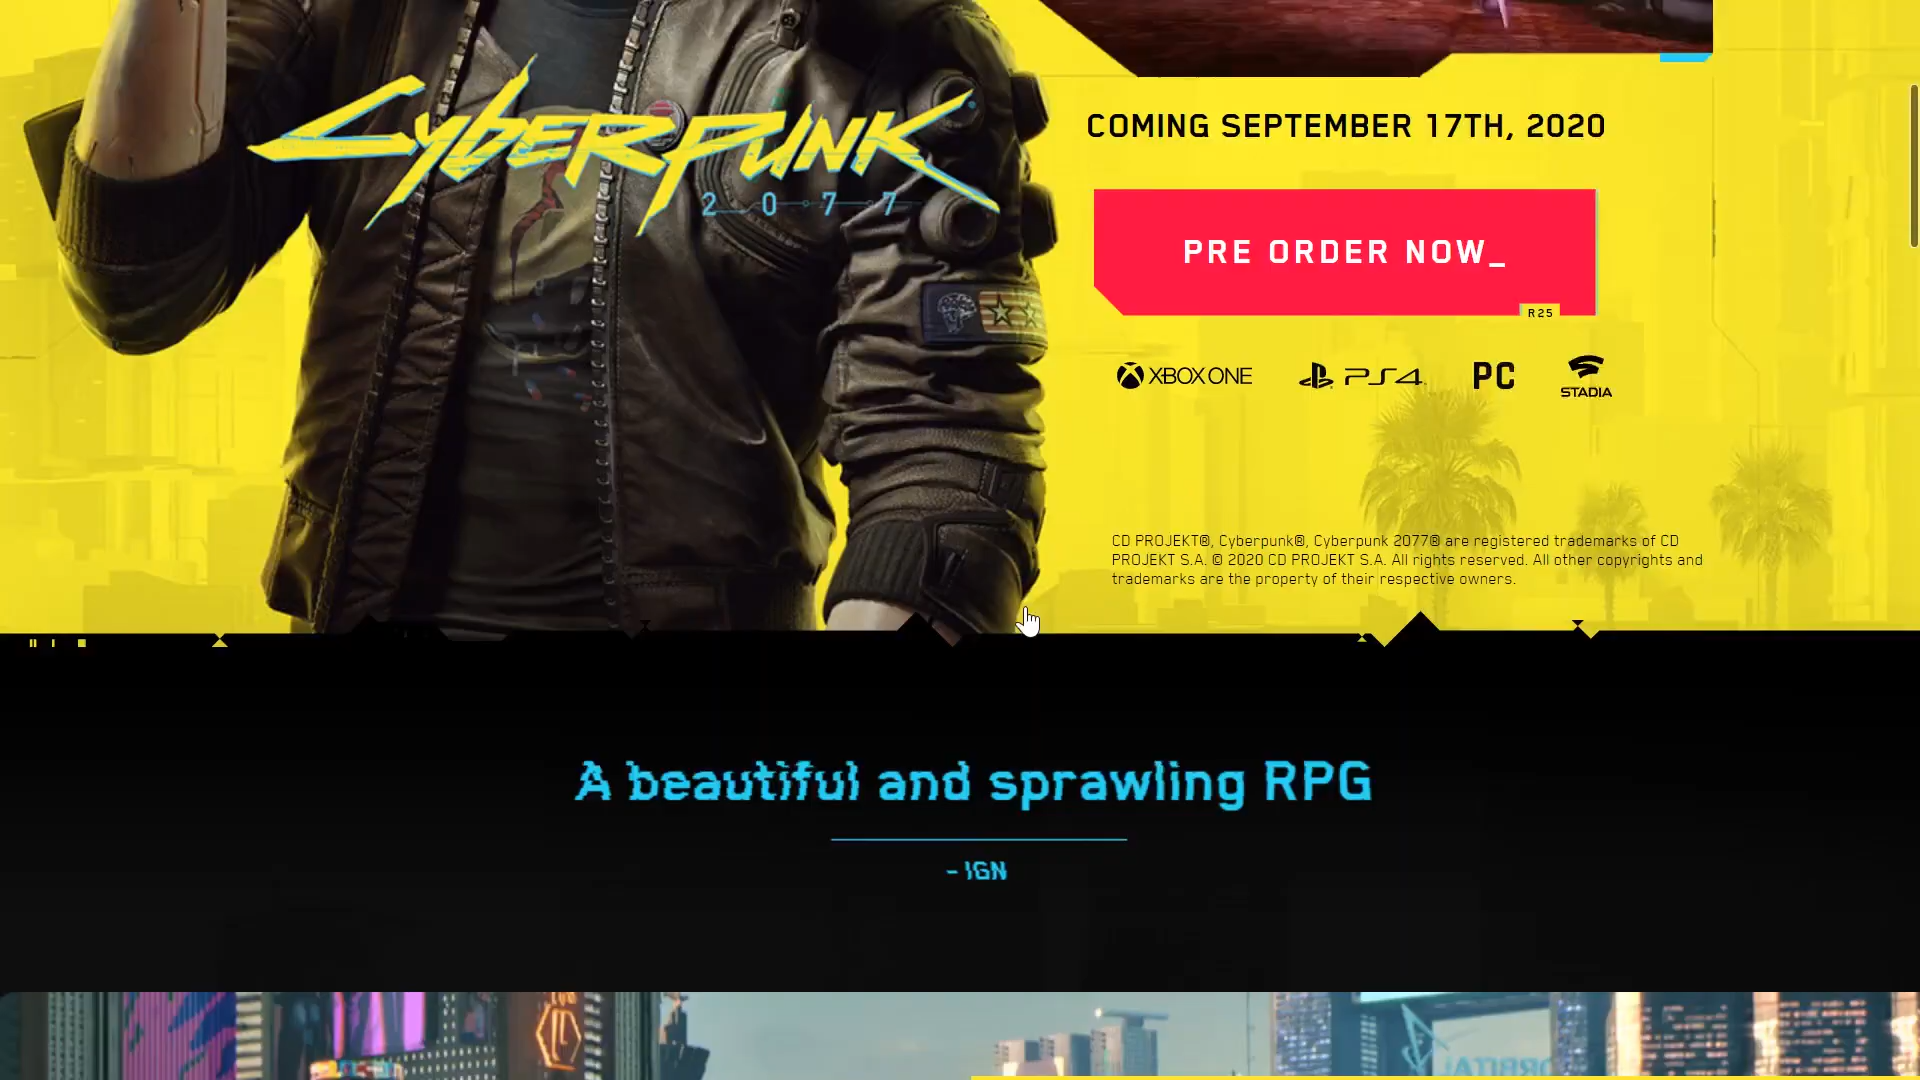 CYBERPUNK
2077
COMING SEPTEMBER 17TH, 2020
PRE ORDER NOW_
R25
XBOX ONE
PS4
PC
STADIA
CD PROJEKT®, Cyberpunk®, Cyberpunk 2077® are registered trademarks of CD
PROJEKT S.A. © 2020 CD PROJEKT S.A. All rights reserved. All other copyrights and
trademarks are the property of their respective owners.
A beautiful and sprawling RPG
- IGN